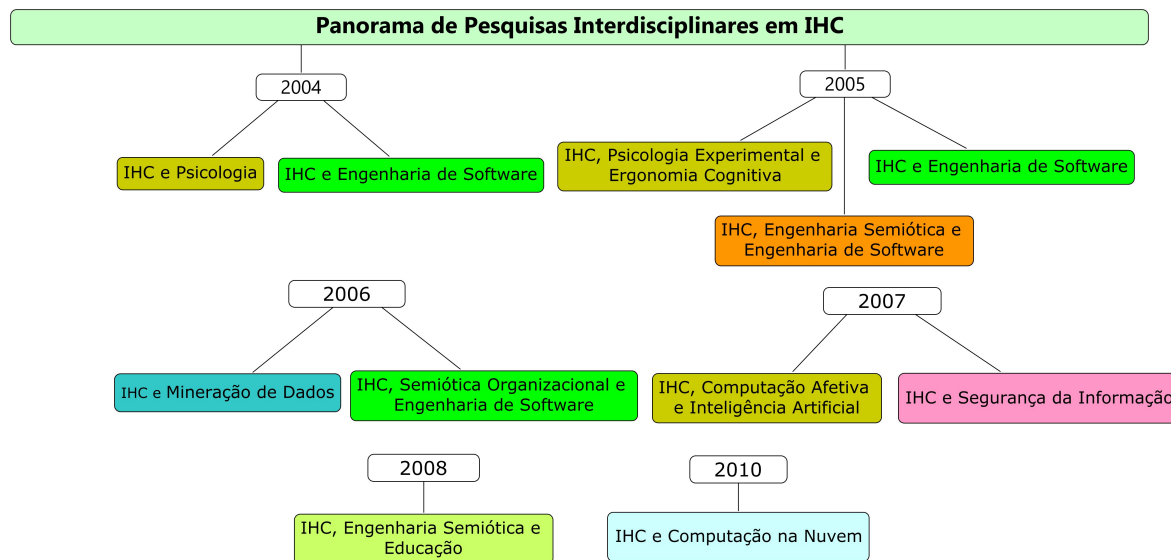 Panorama de Pesquisas Interdisciplinares em IHC
2004
2005
IHC e Psicologia
IHC e Engenharia de Software
IHC, Psicologia Experimental e
Ergonomia Cognitiva
IHC e Engenharia de Software
IHC, Engenharia Semiótica e
Engenharia de Software
2006
2007
IHC e Mineração de Dados
IHC, Semiótica Organizacional e
Engenharia de Software
IHC, Computação Afetiva
e Inteligência Artificial
IHC e Segurança da Informação
2008
2010
IHC, Engenharia Semiótica e
Educação
IHC e Computação na Nuvem